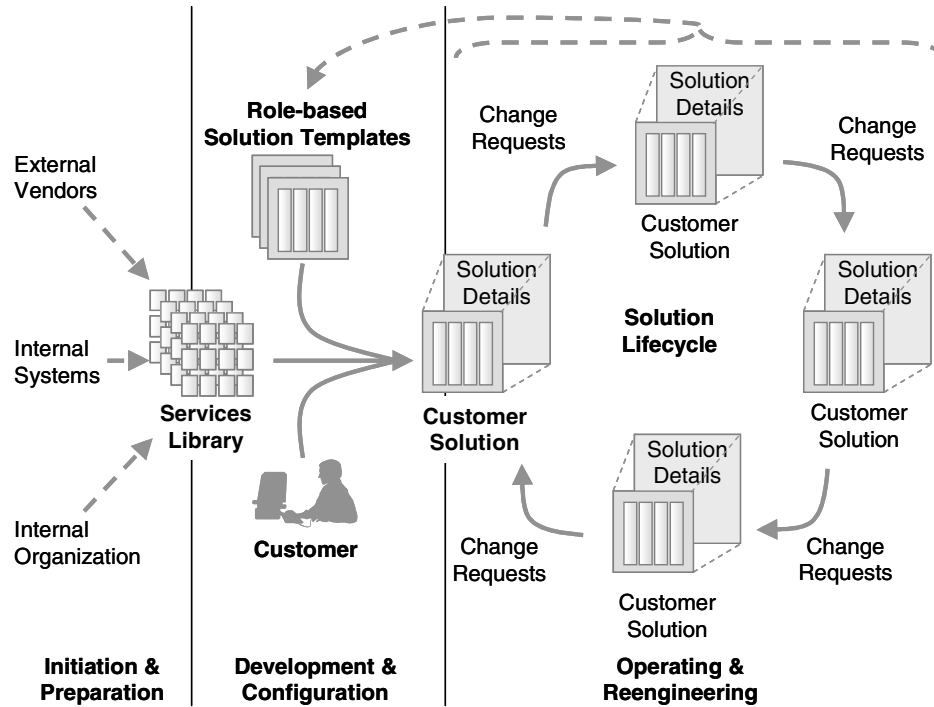 Role-based
Solution Templates
External
Vendors
Internal
Systems
Internal
Organization
Services
Library
Customer
Solution
Details
Customer
Solution
Change
Requests
Solution
Details
Customer
Solution
Change
Requests
Solution
Details
Customer
Solution
Solution
Lifecycle
Change
Requests
Solution
Details
Customer
Solution
Change
Requests
Initiation &
Preparation
Development &
Configuration
Operating &
Reengineering